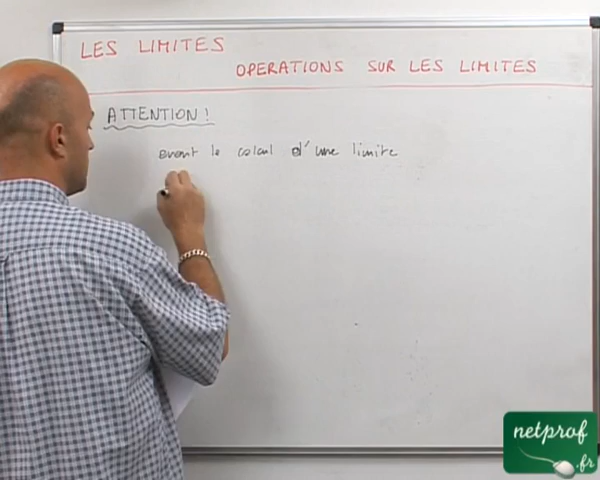 LES LIMITES
OPERATIONS SUR LES LIMITES
ATTENTION !
avant le calcul d'une limite
netprof
.fr